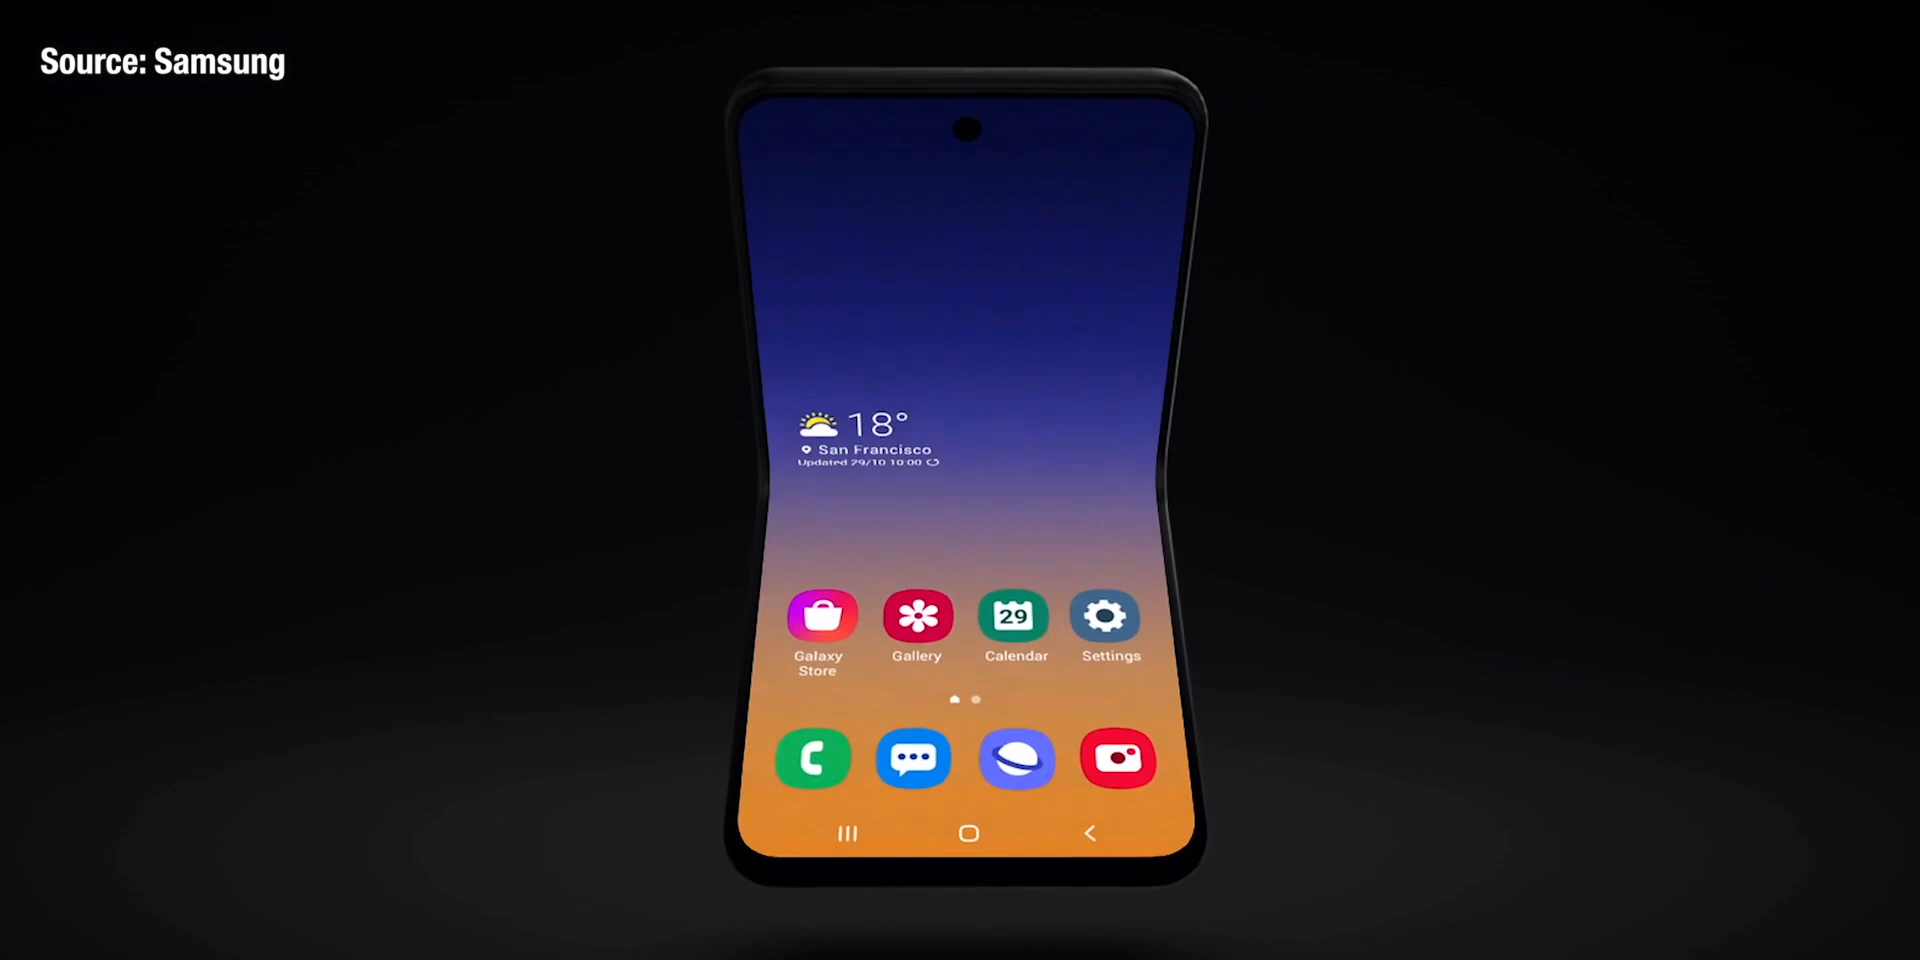 Source: Samsung
18°
San Francisco
Updated 29/10 10:00
29
Galaxy
Store
Gallery
Calendar
Settings